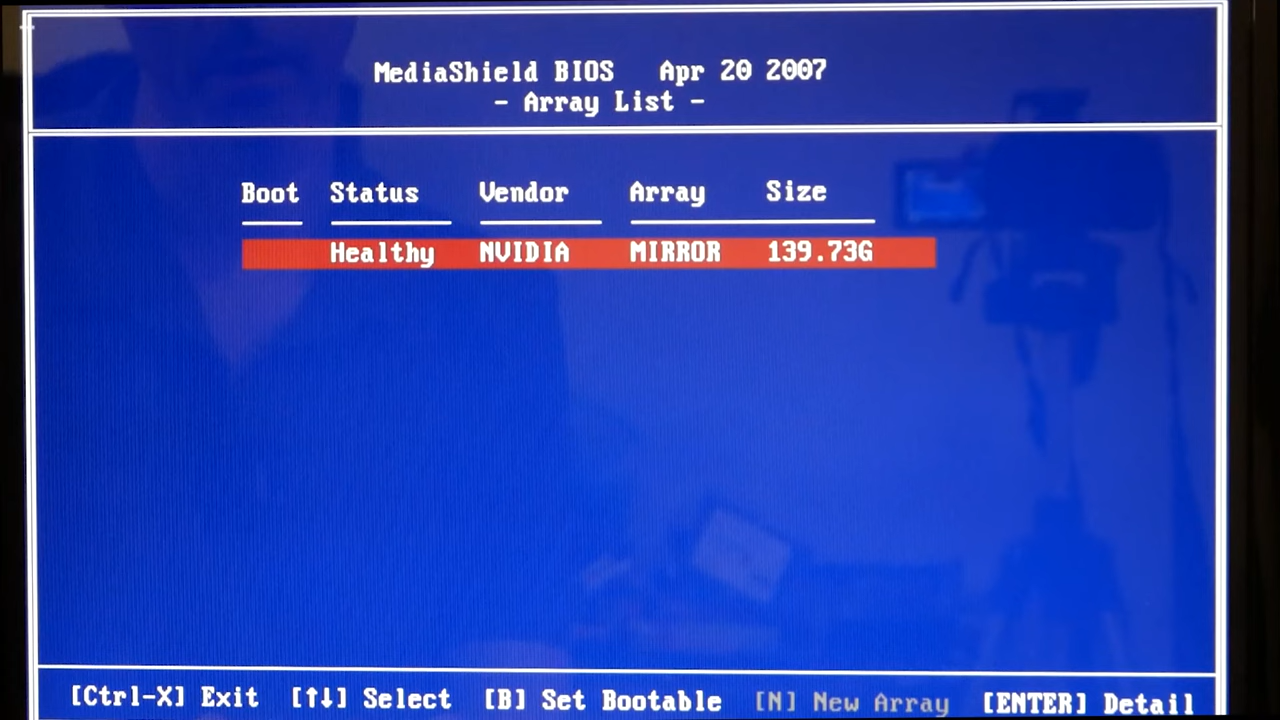 MediaShield BIOS Apr 20 2007
- Array List -
Boot Status Vendor Array Size
Healthy NVIDIA MIRROR 139.73G
[Ctrl-X] Exit [↑↓] Select [B] Set Bootable [N] New Array [ENTER] Detail